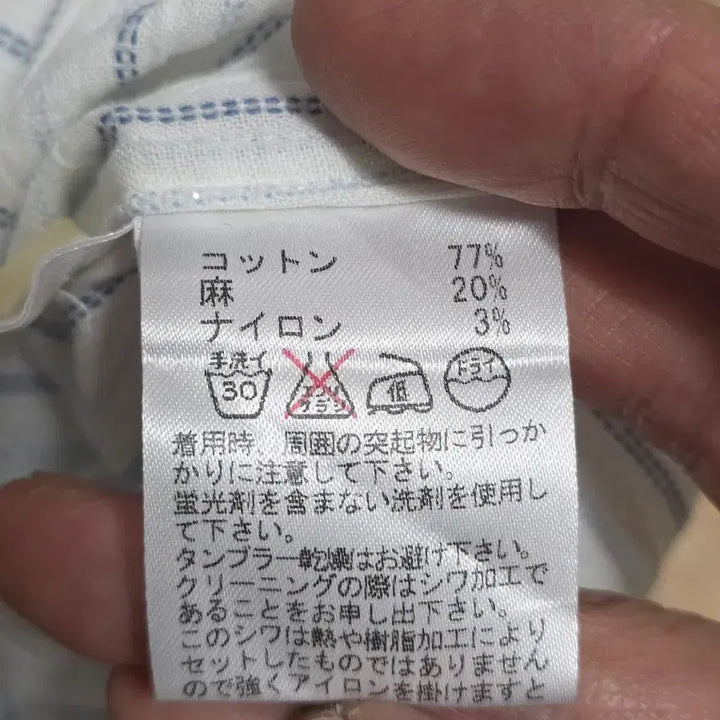 コットン 77%
麻 20%
ナイロン 3%
手洗イ 30 エンソサラシ 低 ドライ
着用時、周囲の突起物に引っか
かりに注意して下さい。
蛍光剤を含まない洗剤を使用し
て下さい。
タンブラー乾燥はお避け下さい。
クリーニングの際はシワ加工で
あることをお申し出下さい。
このシワは熱や樹脂加工により
セットしたものではありません
ので強くアイロンを掛けますと